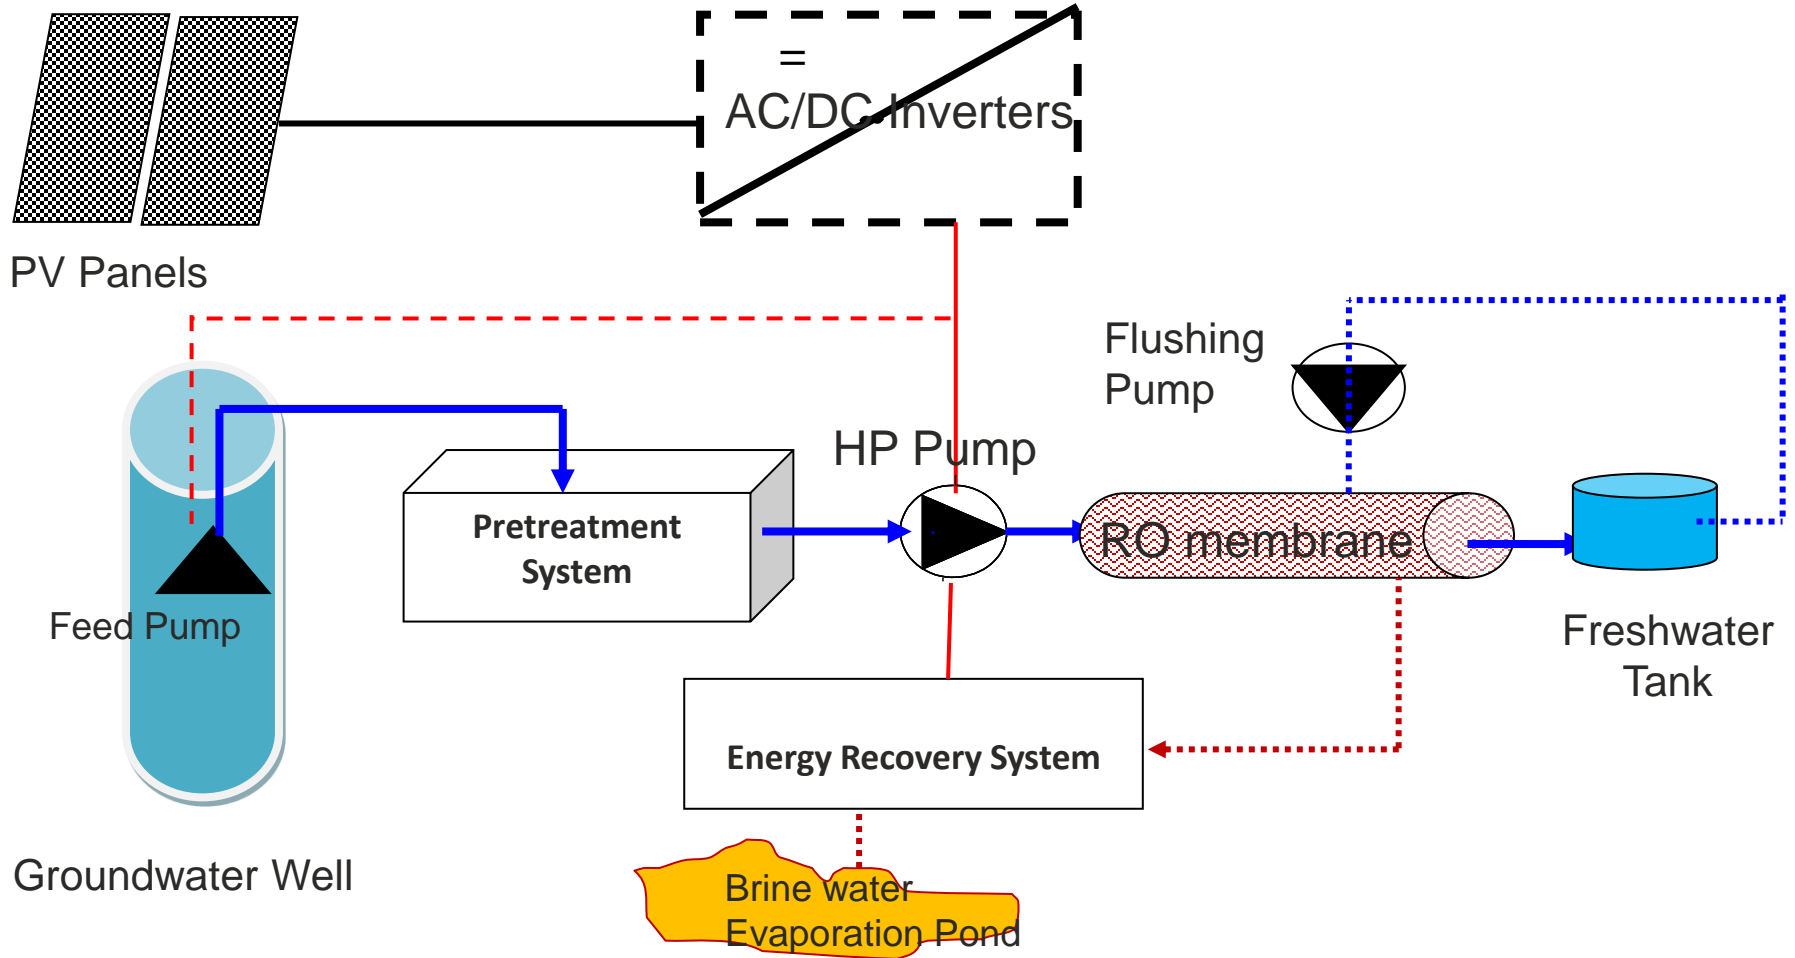 =
AC/DC Inverters
PV Panels
Flushing
Pump
HP Pump
Pretreatment
System
RO membrane
Feed Pump
Freshwater
Tank
Energy Recovery System
Groundwater Well
Brine water
Evaporation Pond